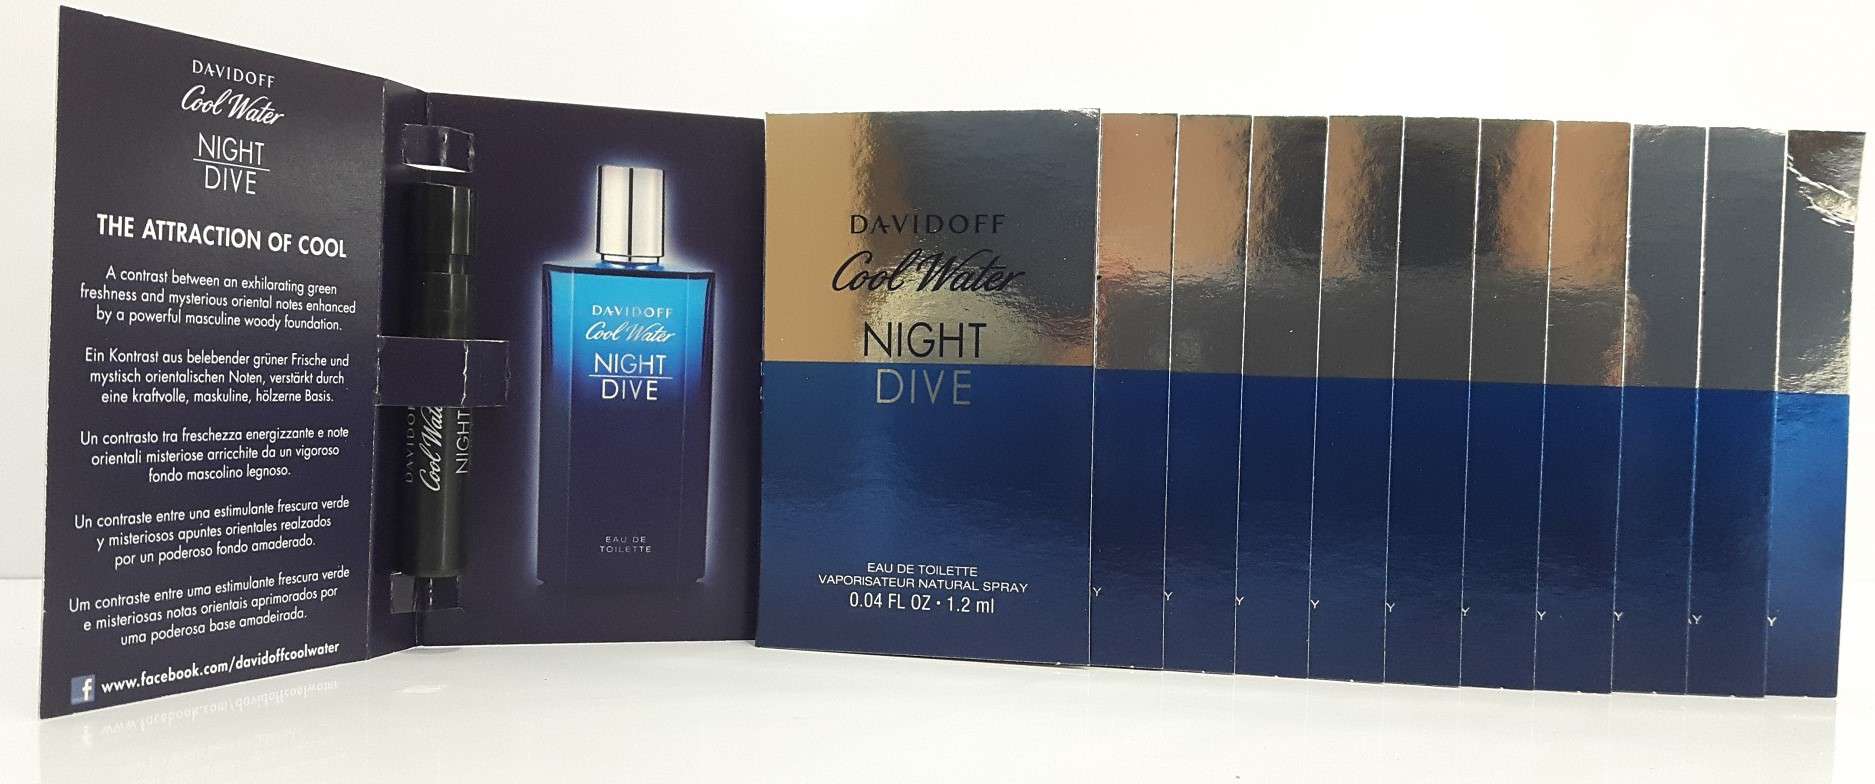 DAVIDOFF
Cool Water
NIGHT
DIVE
THE ATTRACTION OF COOL
A contrast between an exhilarating green
freshness and mysterious oriental notes enhanced
by a powerful masculine woody foundation.
Ein Kontrast aus belebender grüner Frische und
mystisch orientalischen Noten, verstärkt durch
eine kraftvolle, maskuline, hölzerne Basis.
Un contrasto tra freschezza energizzante e note
orientali misteriose arricchite da un vigoroso
fondo mascolino legnoso.
Un contraste entre una estimulante frescura verde
y misteriosos apuntes orientales realzados
por un poderoso fondo amaderado.
Um contraste entre uma estimulante frescura verde
e misteriosas notas orientais aprimorados por
uma poderosa base amadeirada.
f www.facebook.com/davidoffcoolwater
DAVIDOF
Cool Wate
NIGHT
DAVIDOFF
Cool Water
NIGHT
DIVE
EAU DE
TOILETTE
DAVIDOFF
Cool Water
NIGHT
DIVE
EAU DE TOILETTE
VAPORISATEUR NATURAL SPRAY
0.04 FL OZ • 1.2 ml
Y
Y
Y
Y
Y
Y
Y
Y
Y
Y